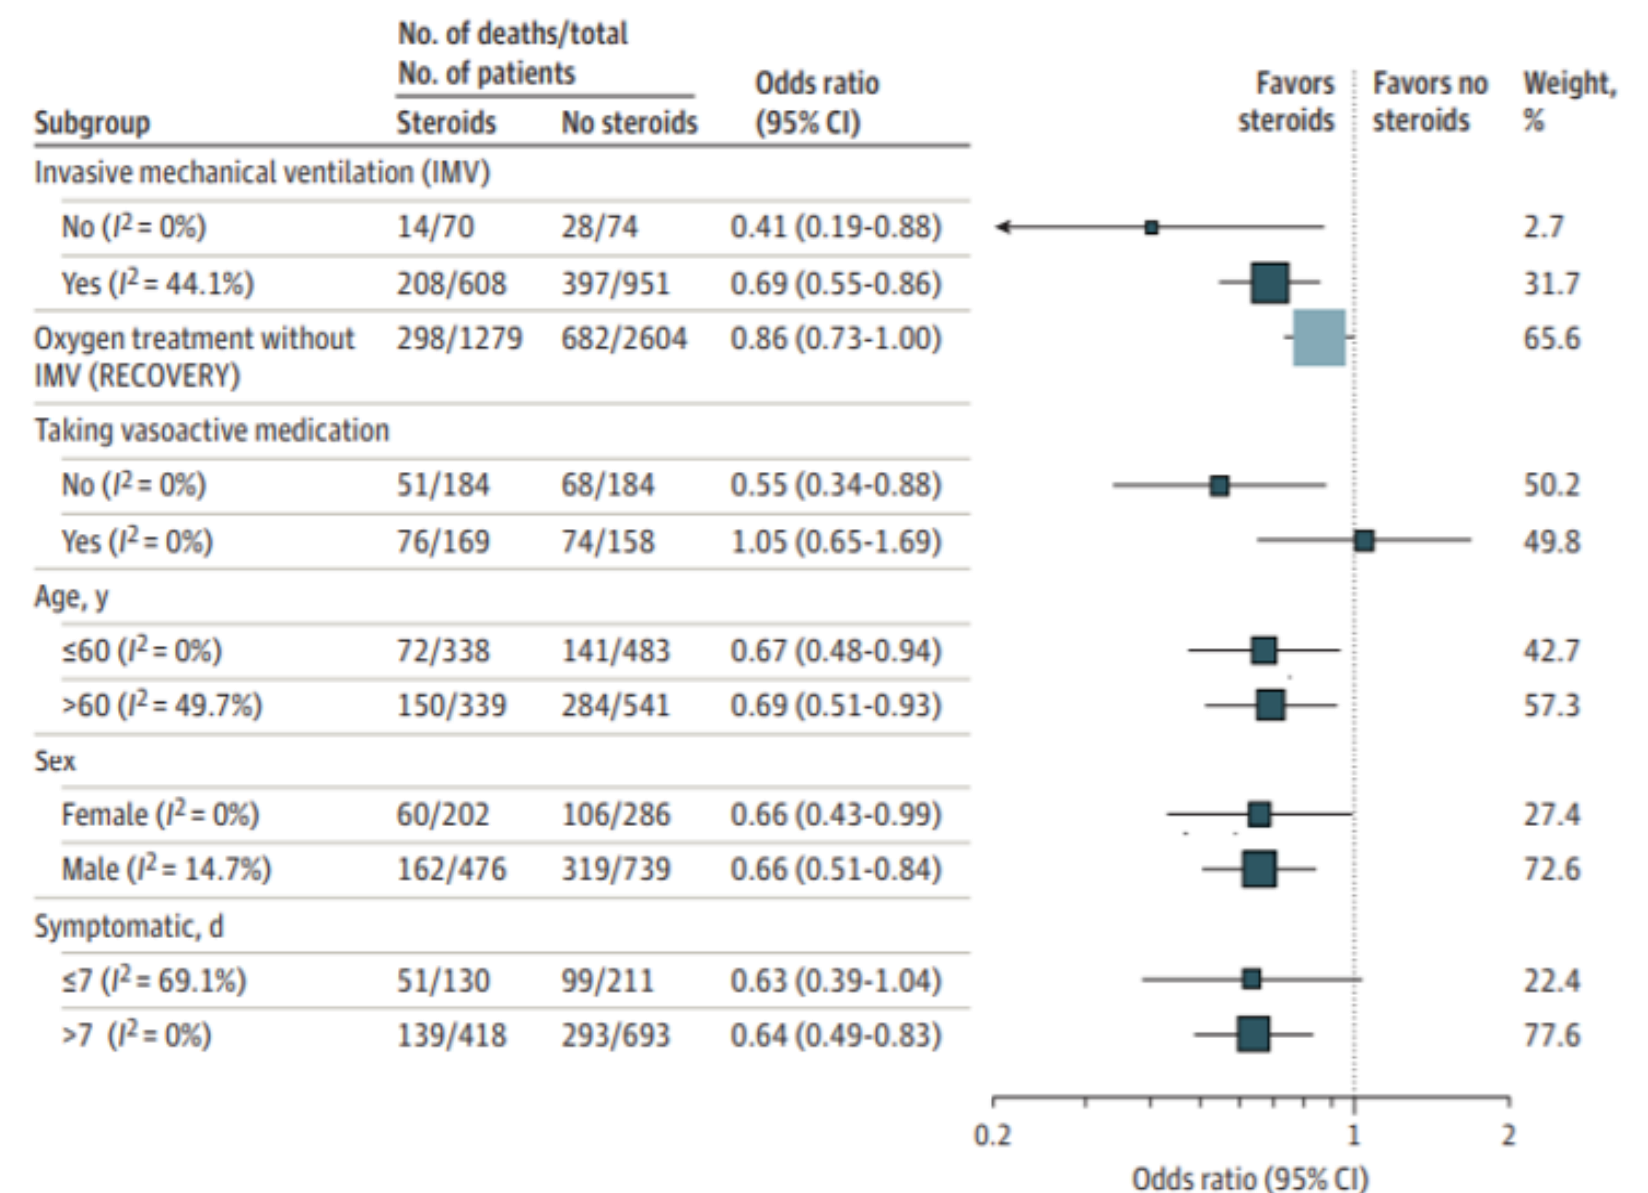 No. of deaths/total
No. of patients
Odds ratio
(95% CI)
Favors
steroids
Favors no
steroids
Weight,
%
Subgroup Steroids No steroids
Invasive mechanical ventilation (IMV)
No (I² = 0%) 14/70 28/74 0.41 (0.19-0.88) 2.7
Yes (I² = 44.1%) 208/608 397/951 0.69 (0.55-0.86) 31.7
Oxygen treatment without 298/1279 682/2604 0.86 (0.73-1.00) 65.6
IMV (RECOVERY)
Taking vasoactive medication
No (I² = 0%) 51/184 68/184 0.55 (0.34-0.88) 50.2
Yes (I² = 0%) 76/169 74/158 1.05 (0.65-1.69) 49.8
Age, y
≤60 (I² = 0%) 72/338 141/483 0.67 (0.48-0.94) 42.7
>60 (I² = 49.7%) 150/339 284/541 0.69 (0.51-0.93) 57.3
Sex
Female (I² = 0%) 60/202 106/286 0.66 (0.43-0.99) 27.4
Male (I² = 14.7%) 162/476 319/739 0.66 (0.51-0.84) 72.6
Symptomatic, d
≤7 (I² = 69.1%) 51/130 99/211 0.63 (0.39-1.04) 22.4
>7 (I² = 0%) 139/418 293/693 0.64 (0.49-0.83) 77.6
0.2 1 2
Odds ratio (95% CI)